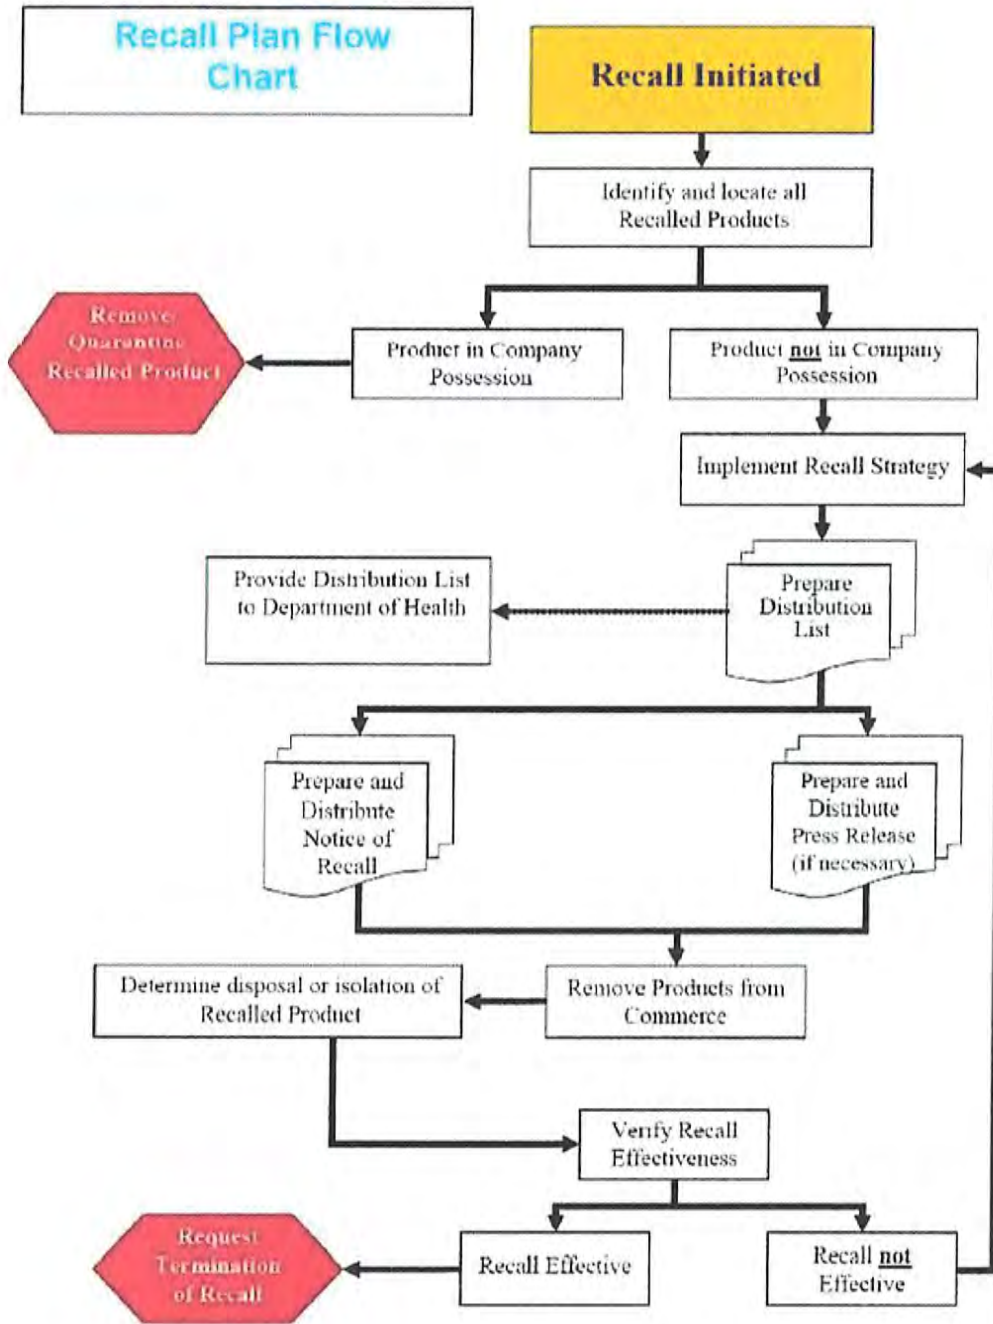 Recall Plan Flow
Chart
Recall Initiated
Identify and locate all
Recalled Products
Remove
Quarantine
Recalled Product
Product in Company
Possession
Product not in Company
Possession
Implement Recall Strategy
Provide Distribution List
to Department of Health
Prepare
Distribution
List
Prepare and
Distribute
Notice of
Recall
Prepare and
Distribute
Press Release
(if necessary)
Determine disposal or isolation of
Recalled Product
Remove Products from
Commerce
Verify Recall
Effectiveness
Request
Termination
of Recall
Recall Effective
Recall not
Effective